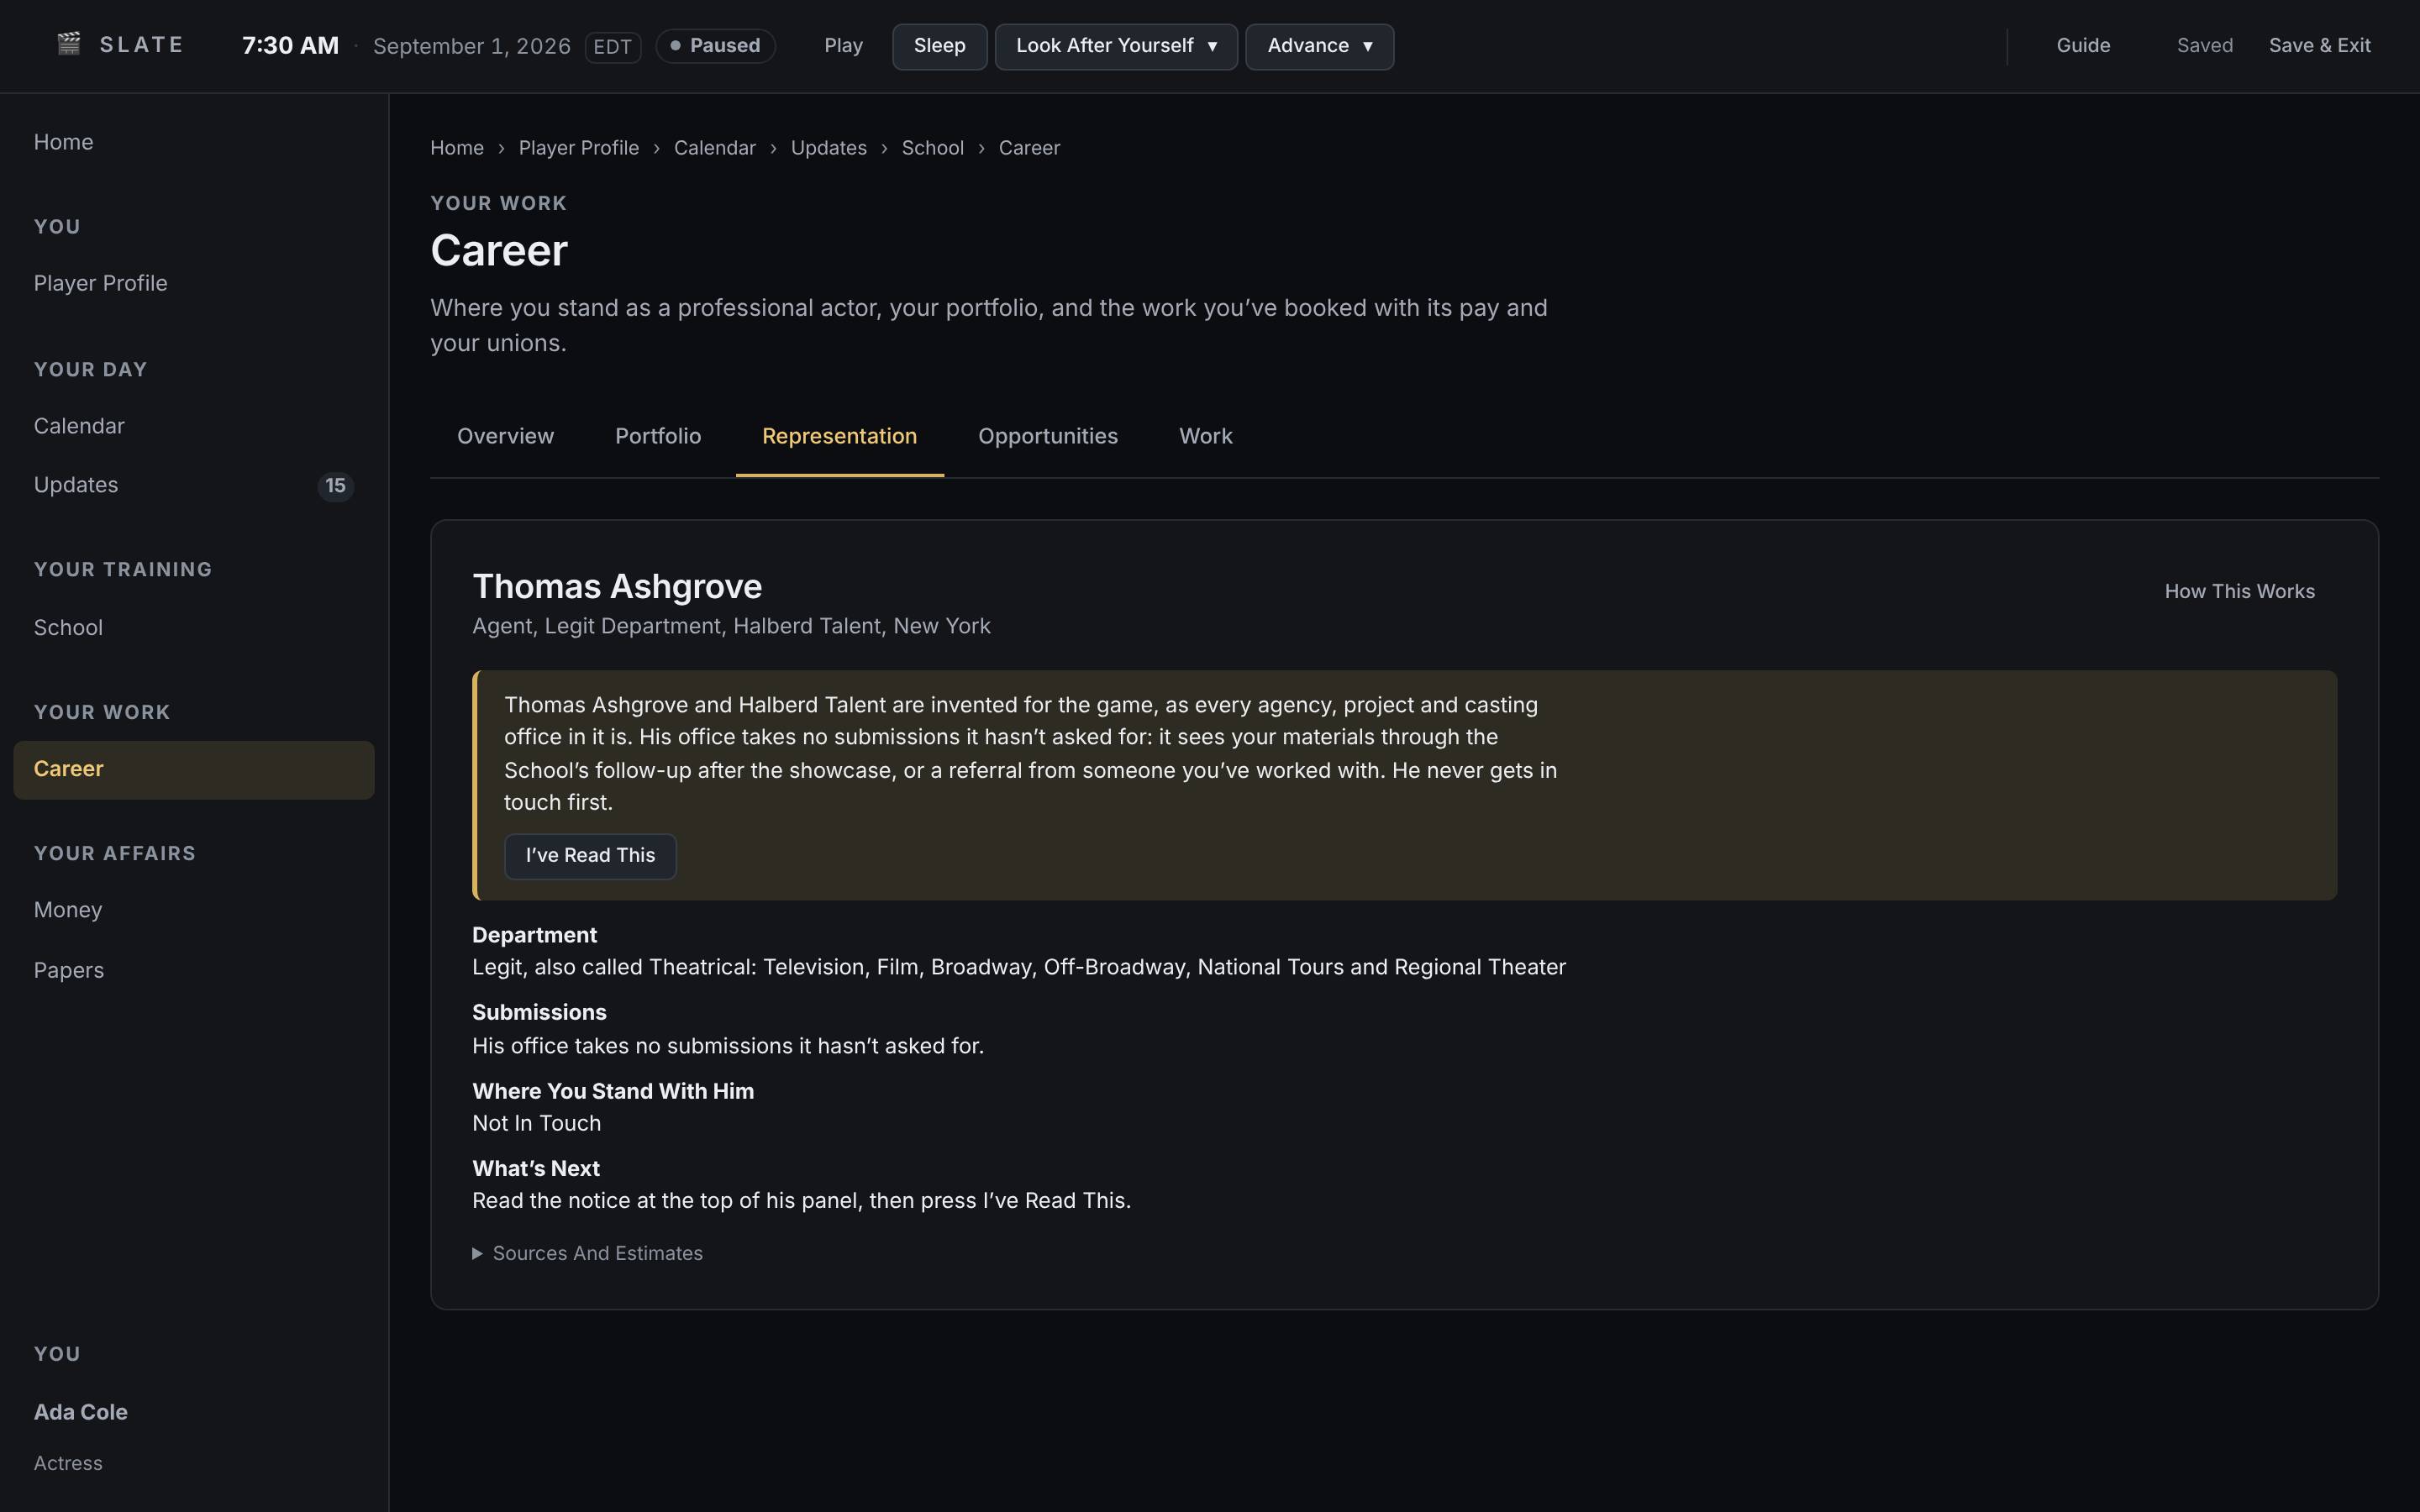 SLATE
7:30 AM · September 1, 2026 EDT Paused Play Sleep Look After Yourself Advance Guide Saved Save & Exit
Home
YOU
Player Profile
YOUR DAY
Calendar
Updates 15
YOUR TRAINING
School
YOUR WORK
Career
YOUR AFFAIRS
Money
Papers
YOU
Ada Cole
Actress
Home › Player Profile › Calendar › Updates › School › Career
YOUR WORK
Career
Where you stand as a professional actor, your portfolio, and the work you’ve booked with its pay and
your unions.
Overview Portfolio Representation Opportunities Work
Thomas Ashgrove
How This Works
Agent, Legit Department, Halberd Talent, New York
Thomas Ashgrove and Halberd Talent are invented for the game, as every agency, project and casting
office in it is. His office takes no submissions it hasn’t asked for: it sees your materials through the
School’s follow-up after the showcase, or a referral from someone you’ve worked with. He never gets in
touch first.
I’ve Read This
Department
Legit, also called Theatrical: Television, Film, Broadway, Off-Broadway, National Tours and Regional Theater
Submissions
His office takes no submissions it hasn’t asked for.
Where You Stand With Him
Not In Touch
What’s Next
Read the notice at the top of his panel, then press I’ve Read This.
Sources And Estimates